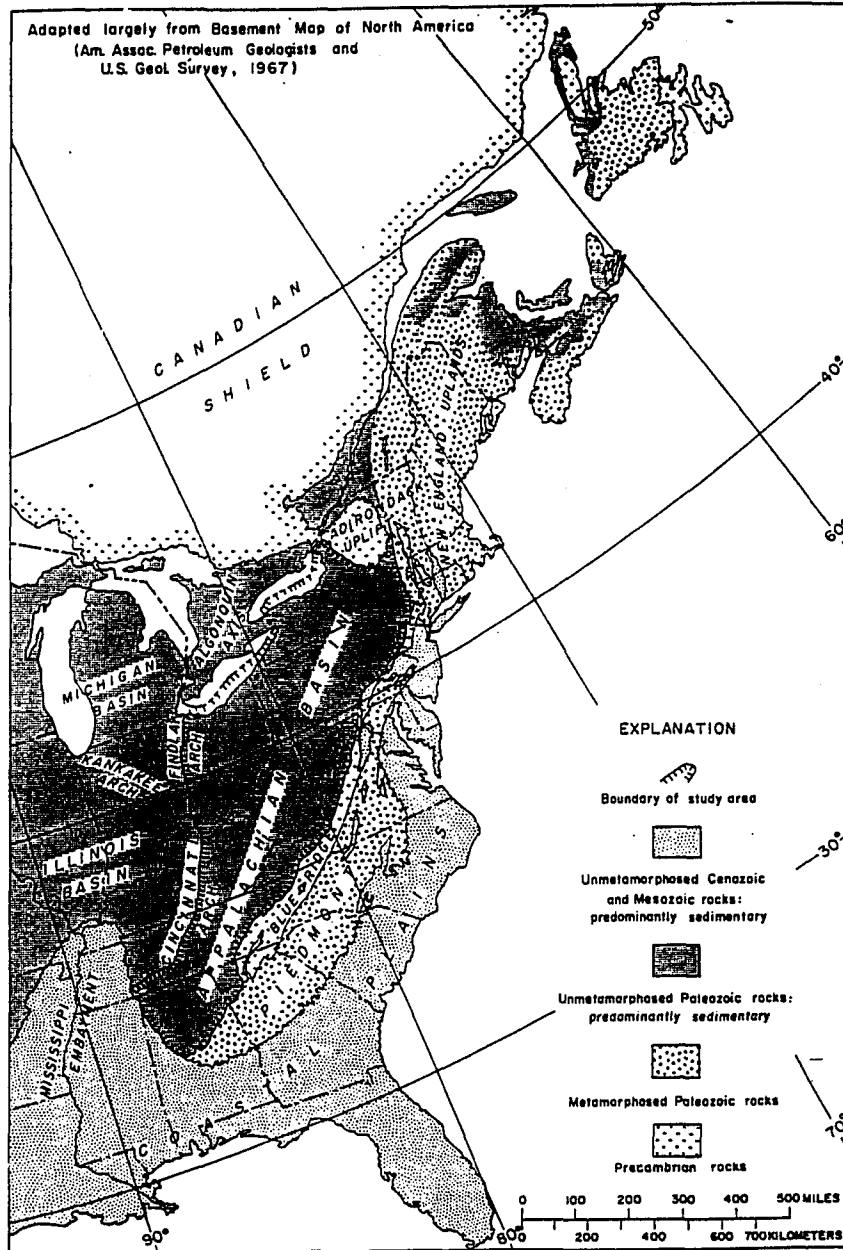 Adapted largely from Basement Map of North America
(Am. Assoc. Petroleum Geologists and
U.S. Geol. Survey, 1967)
50°
CANADIAN
SHIELD
40°
NEW ENGLAND UPLANDS
ADIRONDACK
UPLIFT
60°
ALGONQUIN
AXIS
MICHIGAN
BASIN
FINDLAY
ARCH
KANKAKEE
ARCH
APPALACHIAN BASIN
ILLINOIS
BASIN
CINCINNATI
ARCH
BLUE RIDGE
PIEDMONT
COASTAL PLAINS
MISSISSIPPI
EMBAYMENT
EXPLANATION
Boundary of study area
30°
Unmetamorphosed Cenozoic
and Mesozoic rocks:
predominantly sedimentary
Unmetamorphosed Paleozoic rocks:
predominantly sedimentary
Metamorphosed Paleozoic rocks
70°
Precambrian rocks
0 100 200 300 400 500 MILES
0 200 400 600 700 KILOMETERS
90°
80°